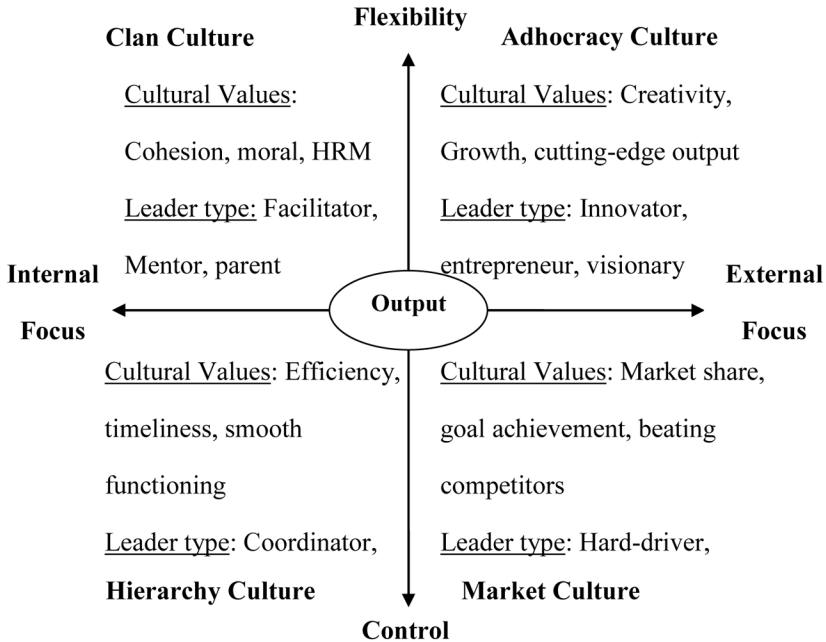 Flexibility
Clan Culture
Adhocracy Culture
Cultural Values:
Cohesion, moral, HRM
Leader type: Facilitator,
Mentor, parent
Cultural Values: Creativity,
Growth, cutting-edge output
Leader type: Innovator,
entrepreneur, visionary
Internal
Focus
Output
External
Focus
Cultural Values: Efficiency,
timeliness, smooth
functioning
Leader type: Coordinator,
Hierarchy Culture
Cultural Values: Market share,
goal achievement, beating
competitors
Leader type: Hard-driver,
Market Culture
Control